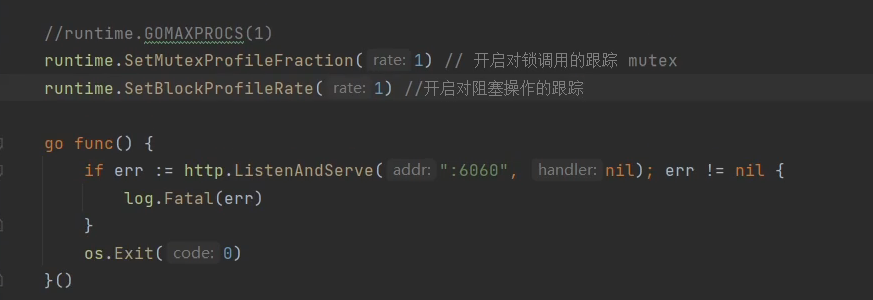 //runtime.GOMAXPROCS(1)
runtime.SetMutexProfileFraction( rate: 1) // 开启对锁调用的跟踪 mutex
runtime.SetBlockProfileRate( rate: 1) //开启对阻塞操作的跟踪
go func() {
if err := http.ListenAndServe( addr: ":6060", handler: nil); err != nil {
log.Fatal(err)
}
os.Exit( code: 0)
}()